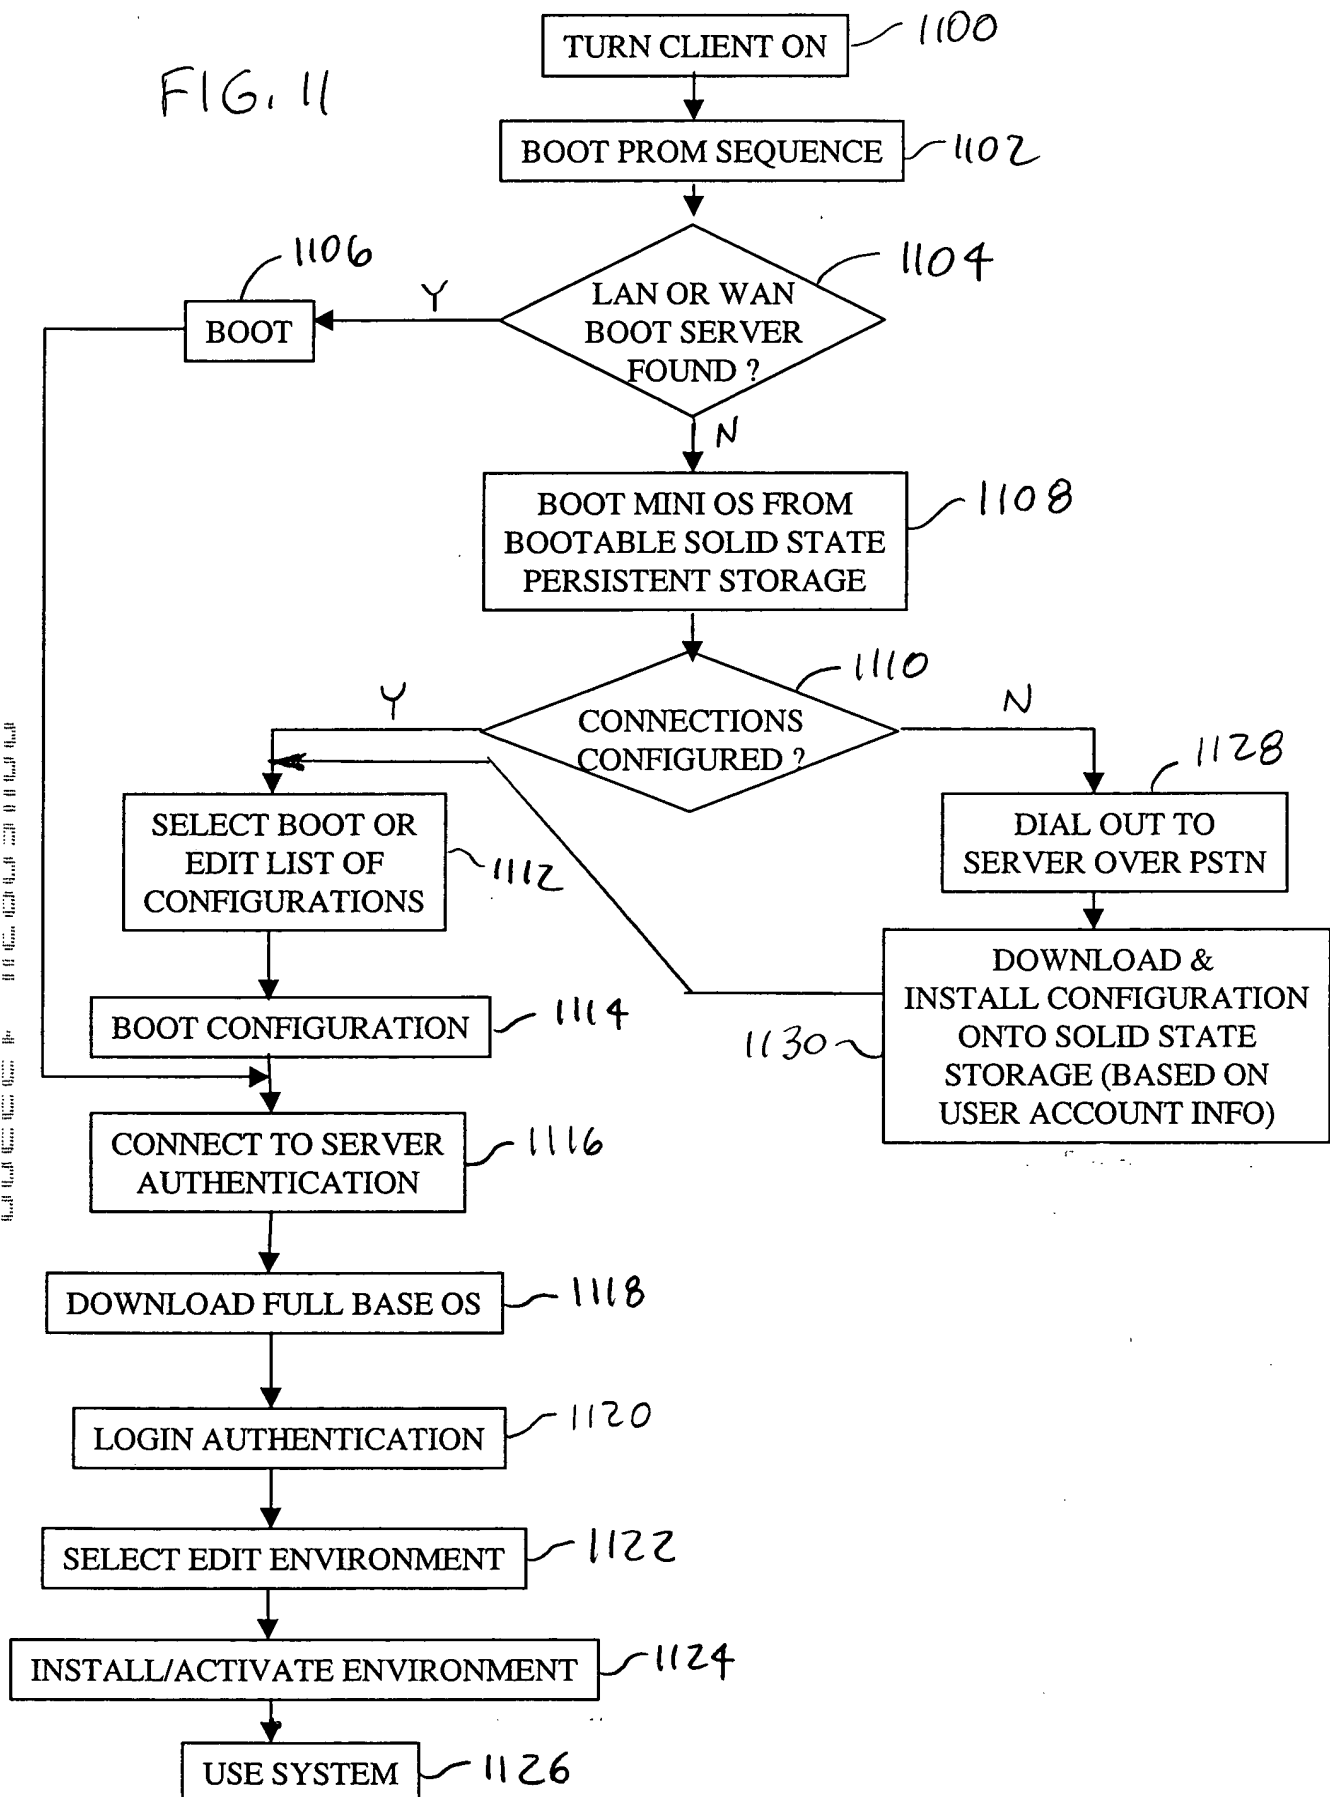 FIG. 11
TURN CLIENT ON
1100
BOOT PROM SEQUENCE
1102
1104
LAN OR WAN
BOOT SERVER
FOUND ?
Y
1106
BOOT
N
BOOT MINI OS FROM
BOOTABLE SOLID STATE
PERSISTENT STORAGE
1108
1110
CONNECTIONS
CONFIGURED ?
Y
N
SELECT BOOT OR
EDIT LIST OF
CONFIGURATIONS
1112
1128
DIAL OUT TO
SERVER OVER PSTN
BOOT CONFIGURATION
1114
DOWNLOAD &
INSTALL CONFIGURATION
ONTO SOLID STATE
STORAGE (BASED ON
USER ACCOUNT INFO)
1130
CONNECT TO SERVER
AUTHENTICATION
1116
DOWNLOAD FULL BASE OS
1118
LOGIN AUTHENTICATION
1120
SELECT EDIT ENVIRONMENT
1122
INSTALL/ACTIVATE ENVIRONMENT
1124
USE SYSTEM
1126